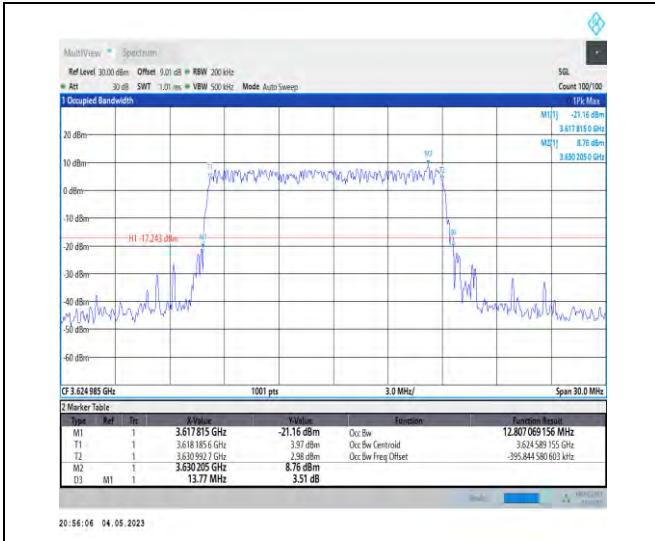 MultiView Spectrum
Ref Level 30.00 dBm Offset 9.01 dB RBW 200 kHz SGL
Att 30 dB SWT 1.01 ms VBW 500 kHz Mode Auto Sweep Count 100/100
1 Occupied Bandwidth 1Pk Max
M1[1] -21.16 dBm
3.617 815 0 GHz
M2[1] 8.76 dBm
3.630 205 0 GHz
20 dBm
10 dBm
M2
T1
T2
0 dBm
-10 dBm
H1 -17.243 dBm
M1
D3
-20 dBm
-30 dBm
-40 dBm
-50 dBm
-60 dBm
CF 3.624 985 GHz 1001 pts 3.0 MHz/ Span 30.0 MHz
2 Marker Table
Type Ref Trc X-Value Y-Value Function Function Result
M1 1 3.617 815 GHz -21.16 dBm Occ Bw 12.807 069 156 MHz
T1 1 3.618 185 6 GHz 3.97 dBm Occ Bw Centroid 3.624 589 155 GHz
T2 1 3.630 992 7 GHz 2.98 dBm Occ Bw Freq Offset -395.844 580 603 kHz
M2 1 3.630 205 GHz 8.76 dBm
D3 M1 1 13.77 MHz 3.51 dB
20:56:06 04.05.2023